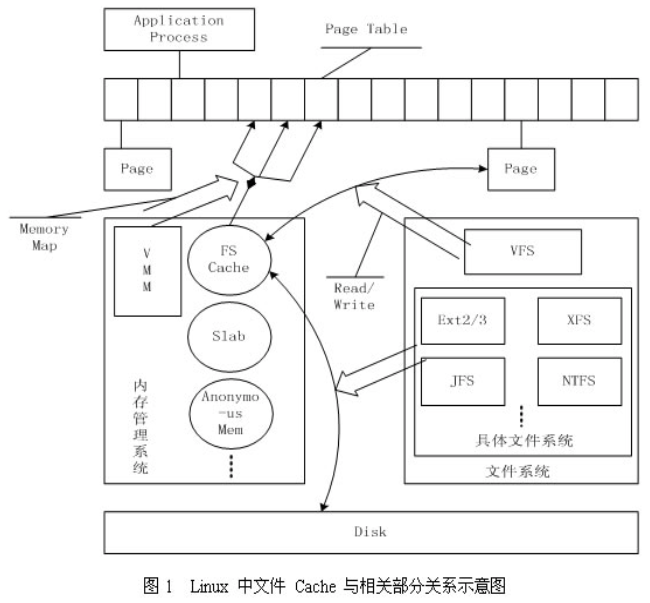 Application
Process
Page Table
Page
Page
Memory
Map
V
M
M
FS
Cache
Slab
Anonymo
-us
Mem
内
存
管
理
系
统
Read/
Write
VFS
Ext2/3
XFS
JFS
NTFS
具体文件系统
文件系统
Disk
图 1 Linux 中文件 Cache 与相关部分关系示意图